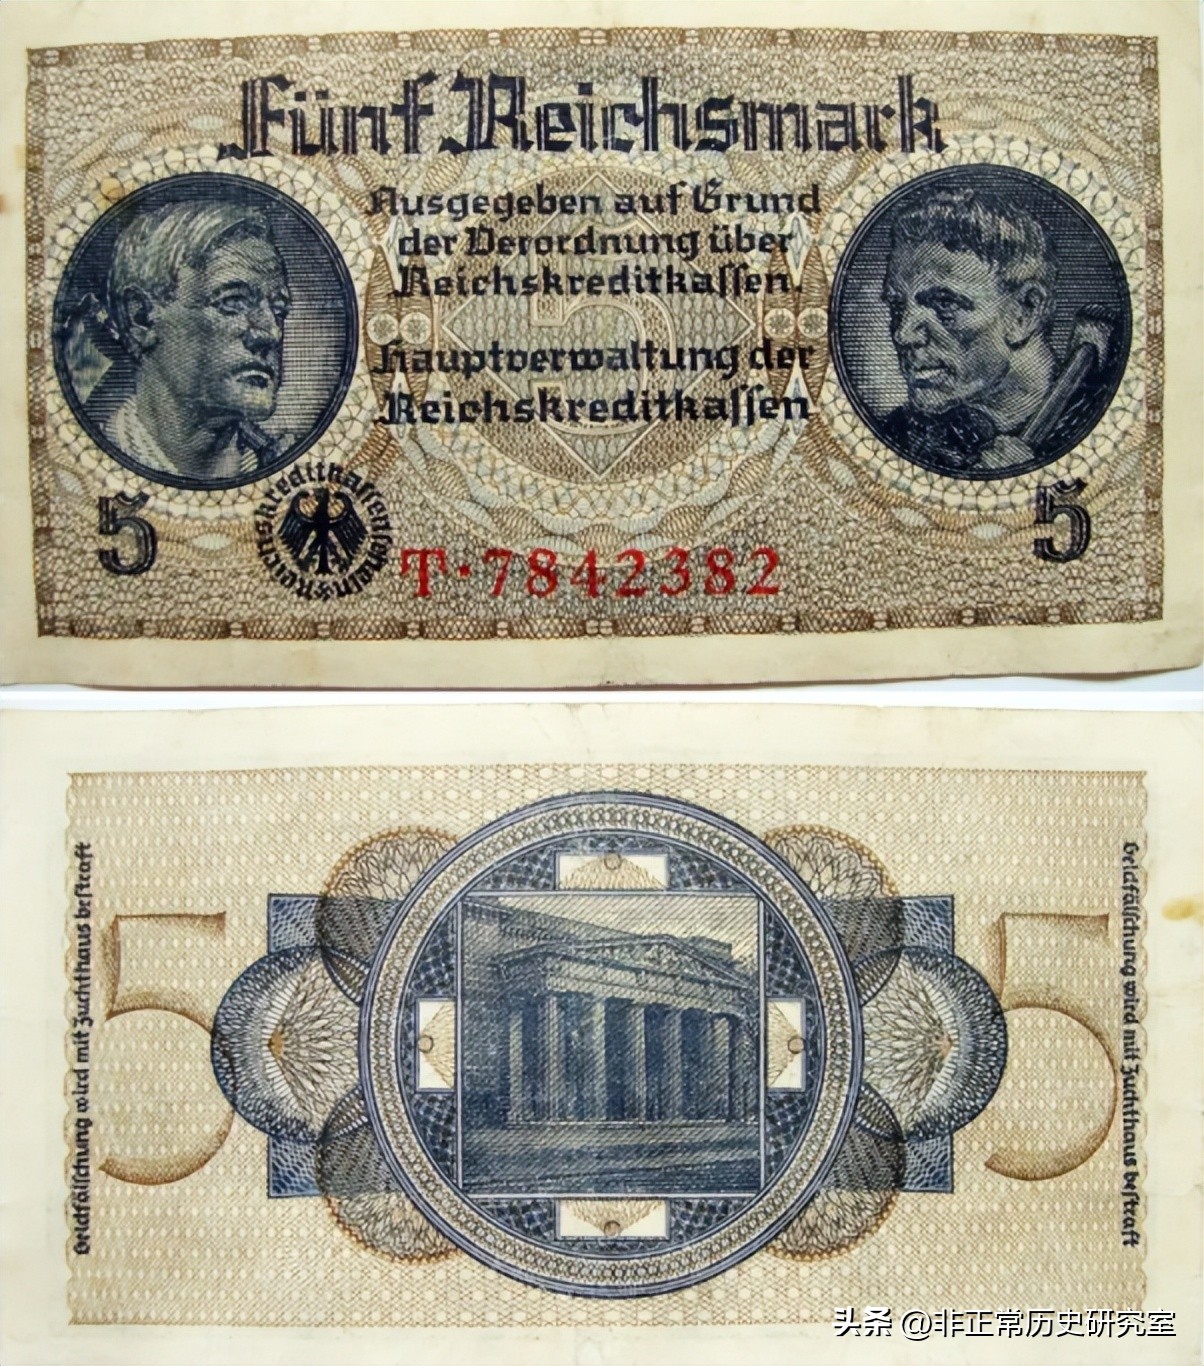 Fünf Reichsmark
Ausgegeben auf Grund
der Verordnung über
Reichskreditkassen.
Hauptverwaltung der
Reichskreditkassen
5
5
5
T·7842382
Geldfälschung wird mit Zuchthaus bestraft
5
5
Geldfälschung wird mit Zuchthaus bestraft
头条 @非正常历史研究室